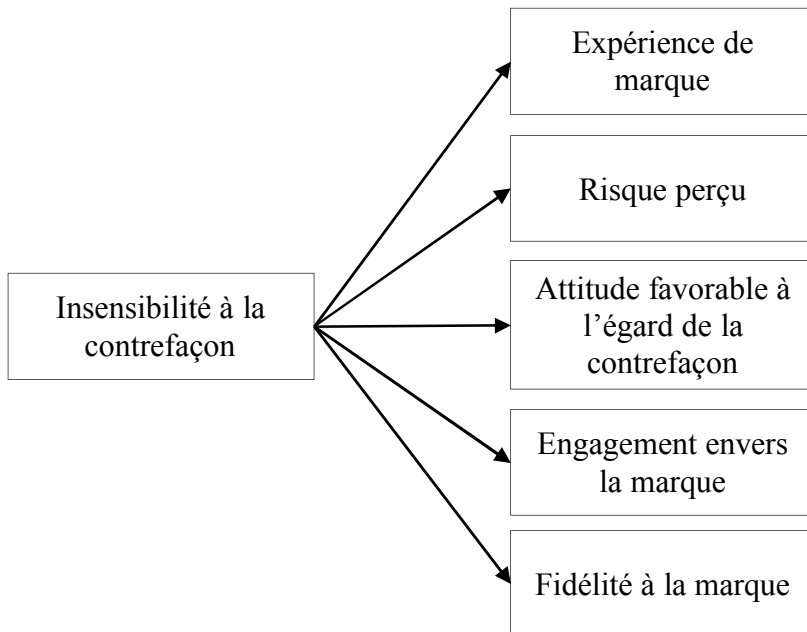 Expérience de
marque
Risque perçu
Insensibilité à la
contrefaçon
Attitude favorable à
l’égard de la
contrefaçon
Engagement envers
la marque
Fidélité à la marque